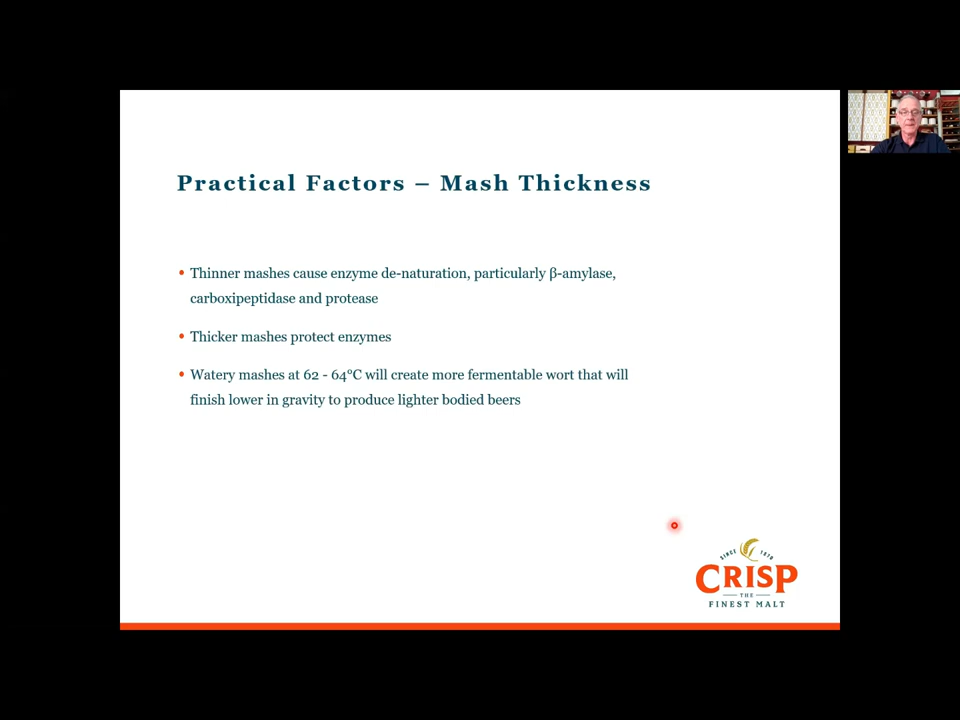 Practical Factors – Mash Thickness
• Thinner mashes cause enzyme de-naturation, particularly β-amylase,
carboxipeptidase and protease
• Thicker mashes protect enzymes
• Watery mashes at 62 - 64°C will create more fermentable wort that will
finish lower in gravity to produce lighter bodied beers
SINCE 1870
CRISP
THE
FINEST MALT